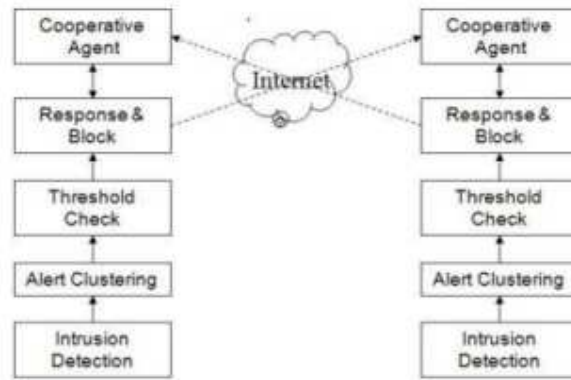 Cooperative
Agent
Response &
Block
Threshold
Check
Alert Clustering
Intrusion
Detection
Internet
Cooperative
Agent
Response &
Block
Threshold
Check
Alert Clustering
Intrusion
Detection